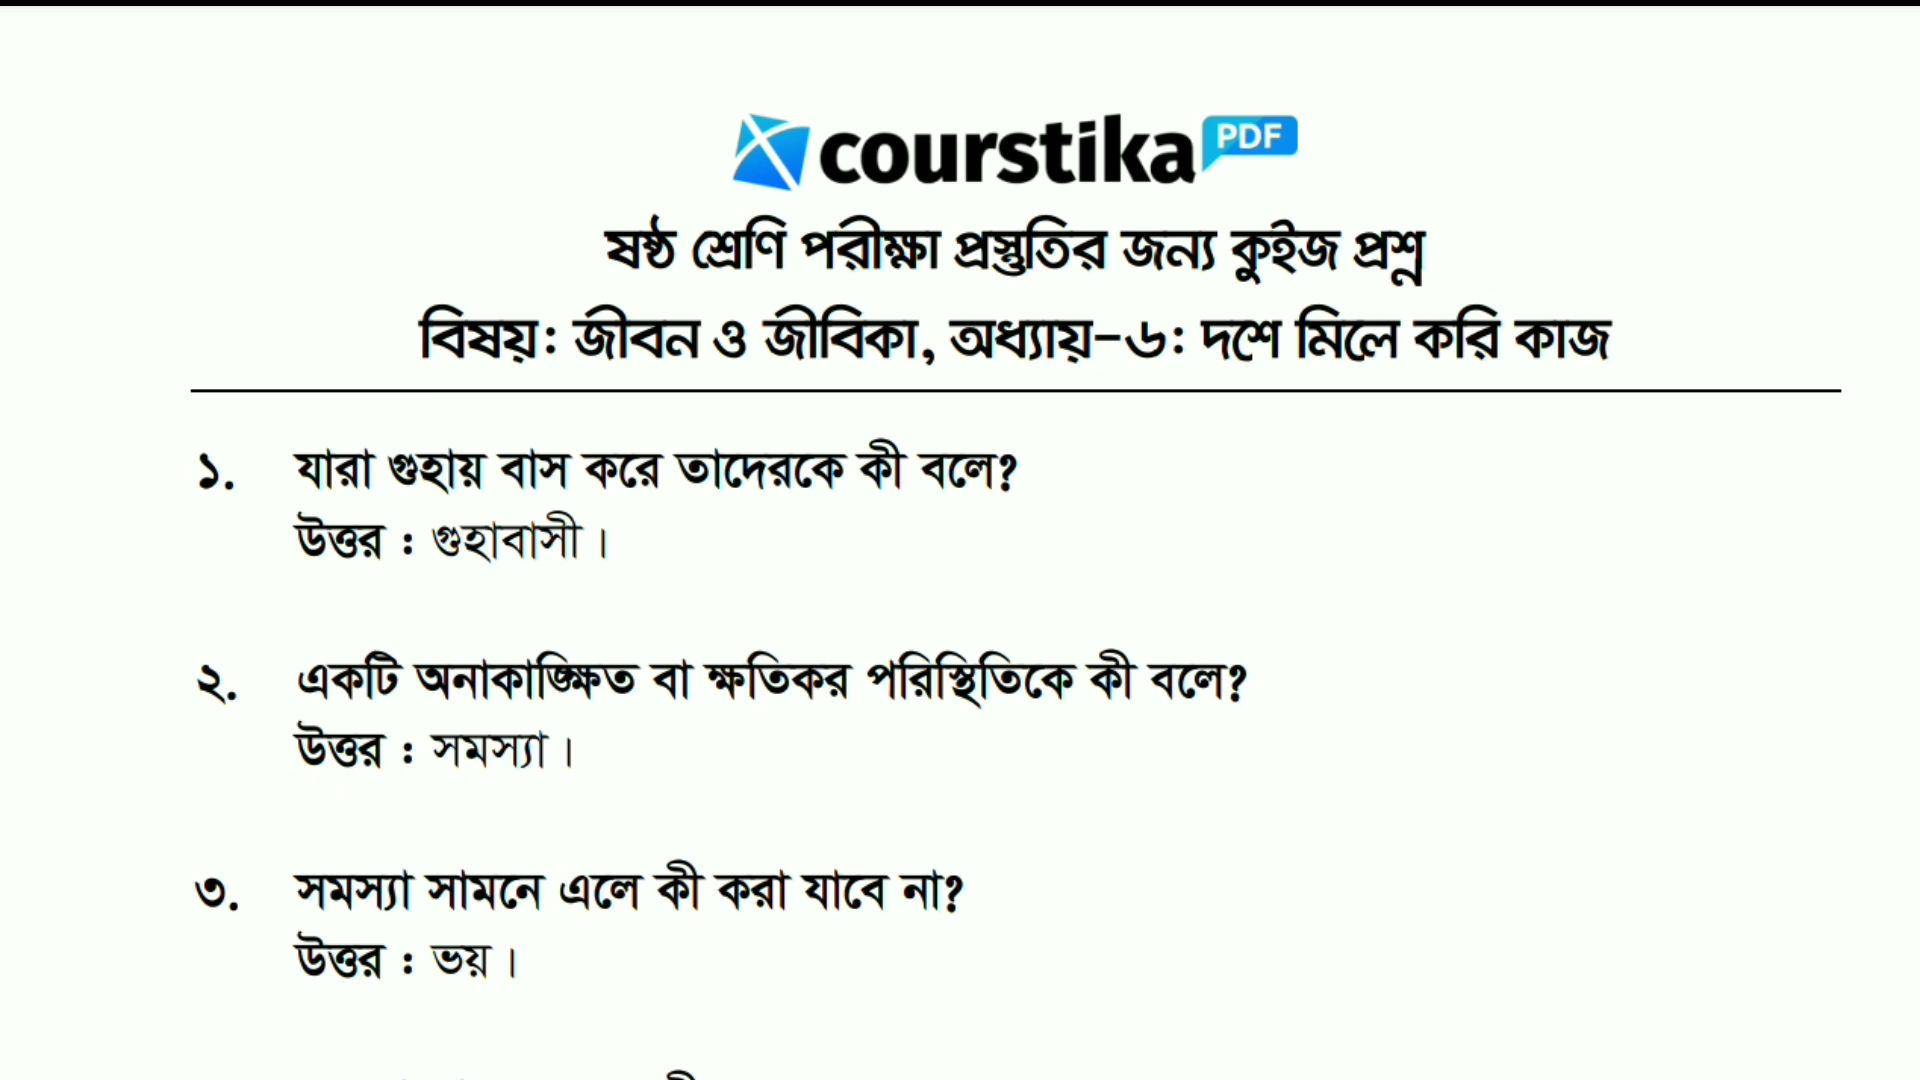 courstika PDF
ষষ্ঠ শ্রেণি পরীক্ষা প্রস্তুতির জন্য কুইজ প্রশ্ন
বিষয়: জীবন ও জীবিকা, অধ্যায়-৬: দশে মিলে করি কাজ
১. যারা গুহায় বাস করে তাদেরকে কী বলে?
উত্তর : গুহাবাসী।
২. একটি অনাকাঙ্ক্ষিত বা ক্ষতিকর পরিস্থিতিকে কী বলে?
উত্তর : সমস্যা।
৩. সমস্যা সামনে এলে কী করা যাবে না?
উত্তর : ভয়।